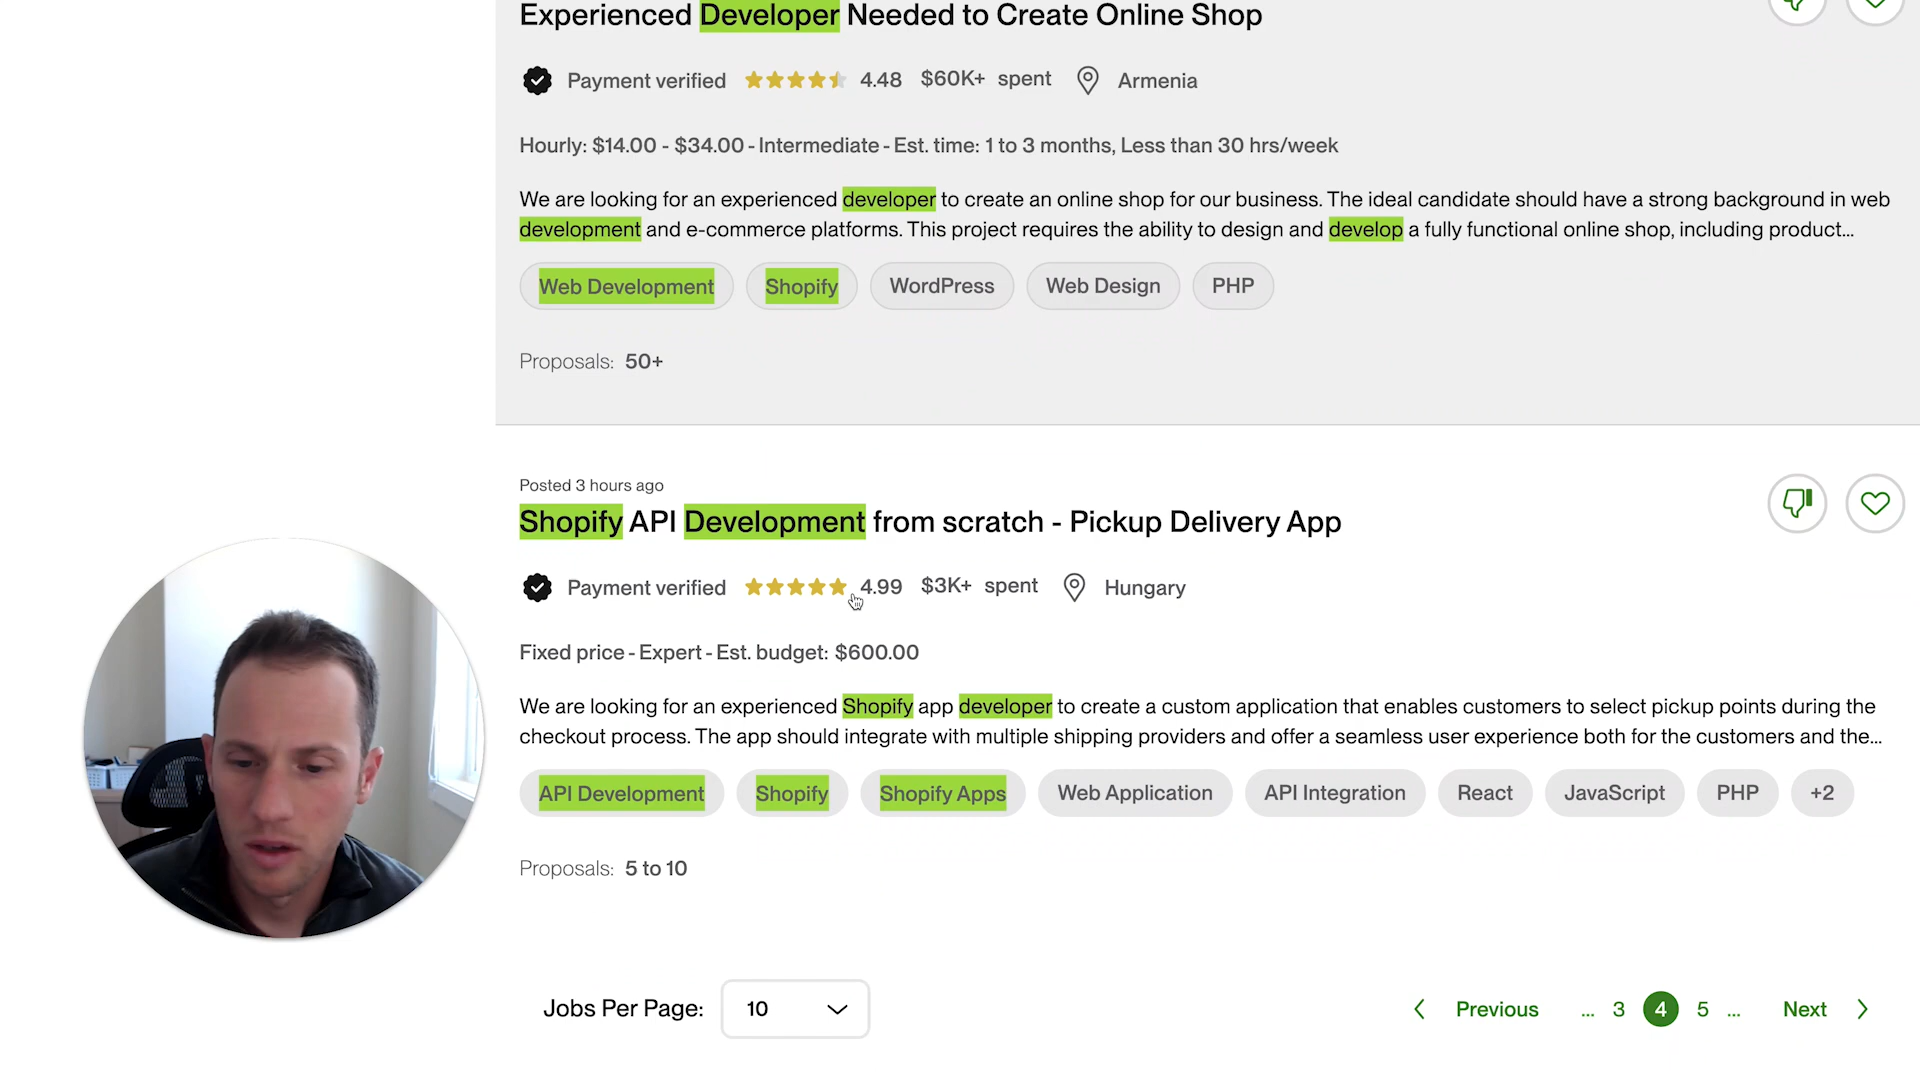 Experienced Developer Needed to Create Online Shop
Payment verified 4.48 $60K+ spent Armenia
Hourly: $14.00 - $34.00 - Intermediate - Est. time: 1 to 3 months, Less than 30 hrs/week
We are looking for an experienced developer to create an online shop for our business. The ideal candidate should have a strong background in web
development and e-commerce platforms. This project requires the ability to design and develop a fully functional online shop, including product...
Web Development Shopify WordPress Web Design PHP
Proposals: 50+
Posted 3 hours ago
Shopify API Development from scratch - Pickup Delivery App
Payment verified 4.99 $3K+ spent Hungary
Fixed price - Expert - Est. budget: $600.00
We are looking for an experienced Shopify app developer to create a custom application that enables customers to select pickup points during the
checkout process. The app should integrate with multiple shipping providers and offer a seamless user experience both for the customers and the...
API Development Shopify Shopify Apps Web Application API Integration React JavaScript PHP +2
Proposals: 5 to 10
Jobs Per Page: 10 Previous ... 3 4 5 ... Next